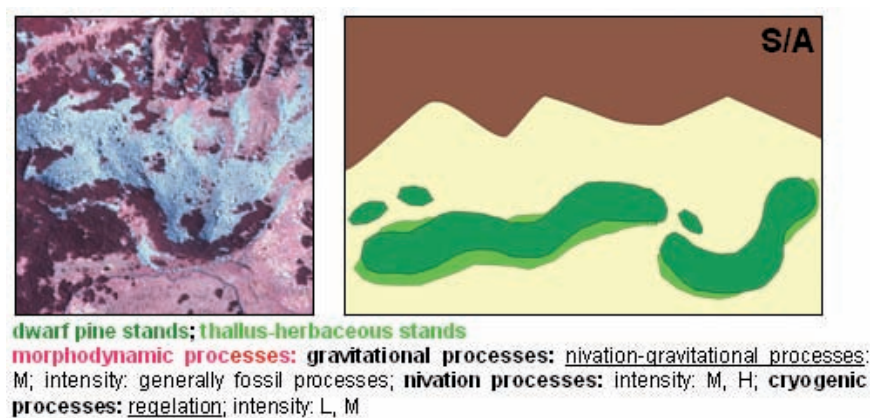 S/A
dwarf pine stands; thallus-herbaceous stands
morphodynamic processes: gravitational processes: nivation-gravitational processes:
M; intensity: generally fossil processes; nivation processes: intensity: M, H; cryogenic
processes: regelation; intensity: L, M